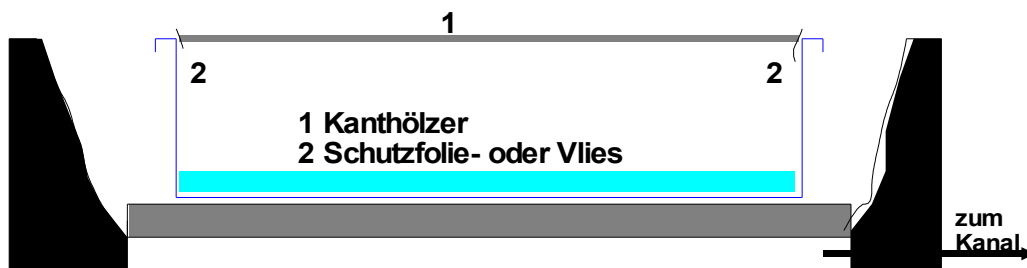 1
2
2
1 Kanthölzer
2 Schutzfolie- oder Vlies
zum
Kanal